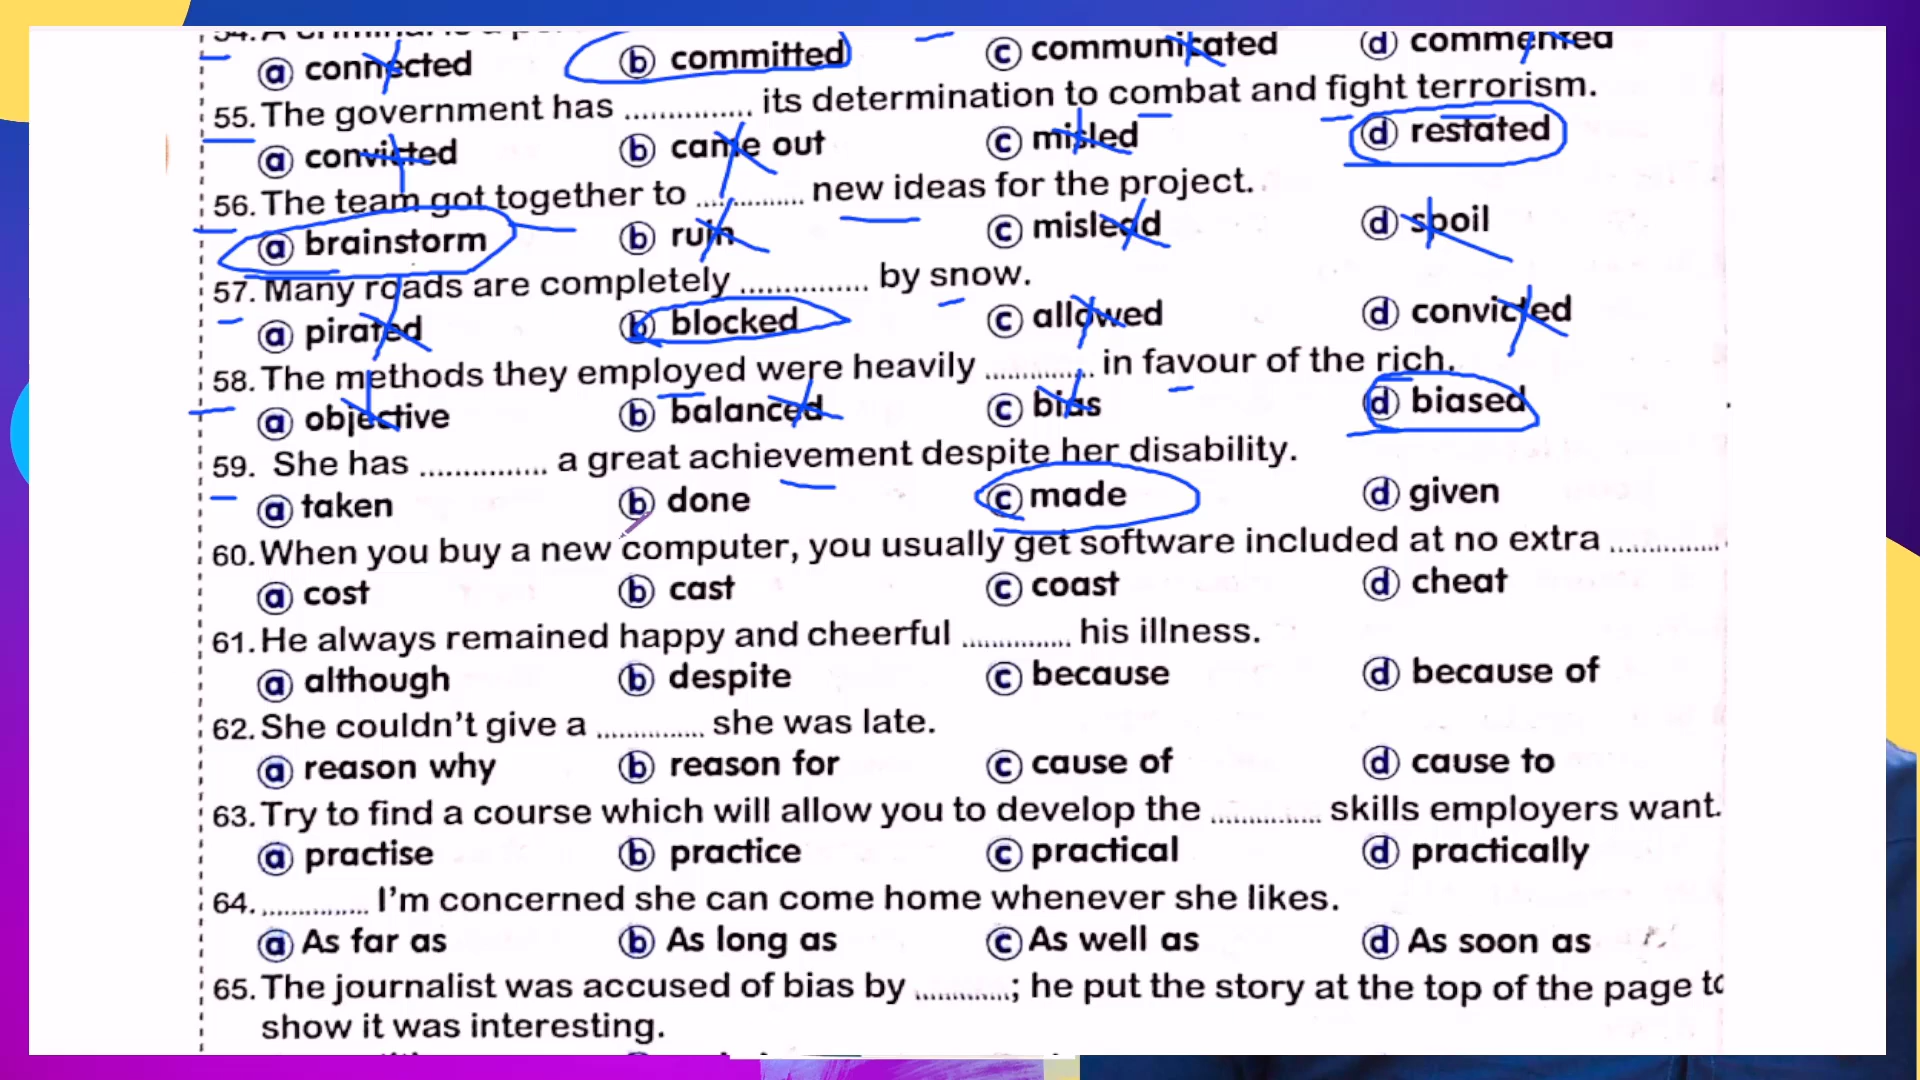 54. A criminal is a
ⓐ connected ⓑ committed ⓒ communicated ⓓ commented
55. The government has .............. its determination to combat and fight terrorism.
ⓐ convicted ⓑ came out ⓒ misled ⓓ restated
56. The team got together to ............ new ideas for the project.
ⓐ brainstorm ⓑ ruin ⓒ mislead ⓓ spoil
57. Many roads are completely .............. by snow.
ⓐ pirated ⓑ blocked ⓒ allowed ⓓ convicted
58. The methods they employed were heavily ............. in favour of the rich.
ⓐ objective ⓑ balanced ⓒ bias ⓓ biased
59. She has .............. a great achievement despite her disability.
ⓐ taken ⓑ done ⓒ made ⓓ given
60. When you buy a new computer, you usually get software included at no extra ..............
ⓐ cost ⓑ cast ⓒ coast ⓓ cheat
61. He always remained happy and cheerful ............. his illness.
ⓐ although ⓑ despite ⓒ because ⓓ because of
62. She couldn't give a ............. she was late.
ⓐ reason why ⓑ reason for ⓒ cause of ⓓ cause to
63. Try to find a course which will allow you to develop the ............. skills employers want.
ⓐ practise ⓑ practice ⓒ practical ⓓ practically
64. ............. I'm concerned she can come home whenever she likes.
ⓐ As far as ⓑ As long as ⓒ As well as ⓓ As soon as
65. The journalist was accused of bias by ............; he put the story at the top of the page to
show it was interesting.